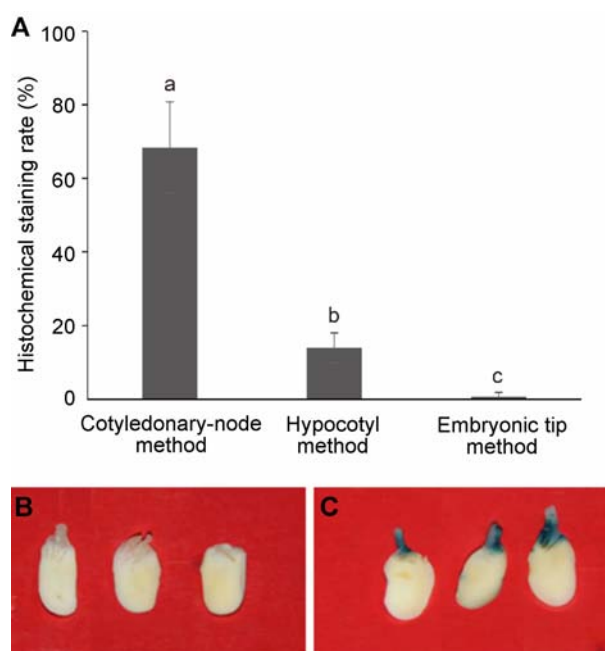 A
Histochemical staining rate (%)
100
80
60
40
20
0
a
b
c
Cotyledonary-node
method
Hypocotyl
method
Embryonic tip
method
B
C